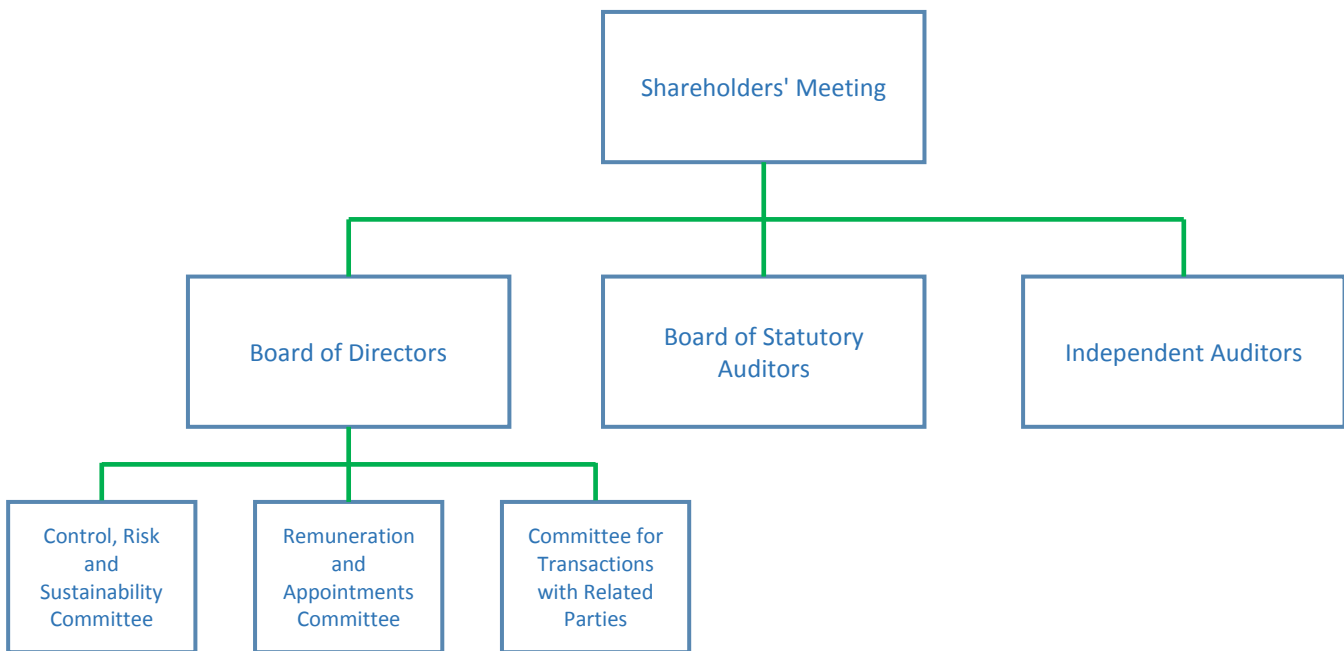 Shareholders' Meeting
Board of Directors
Board of Statutory
Auditors
Independent Auditors
Control, Risk
and
Sustainability
Committee
Remuneration
and
Appointments
Committee
Committee for
Transactions
with Related
Parties